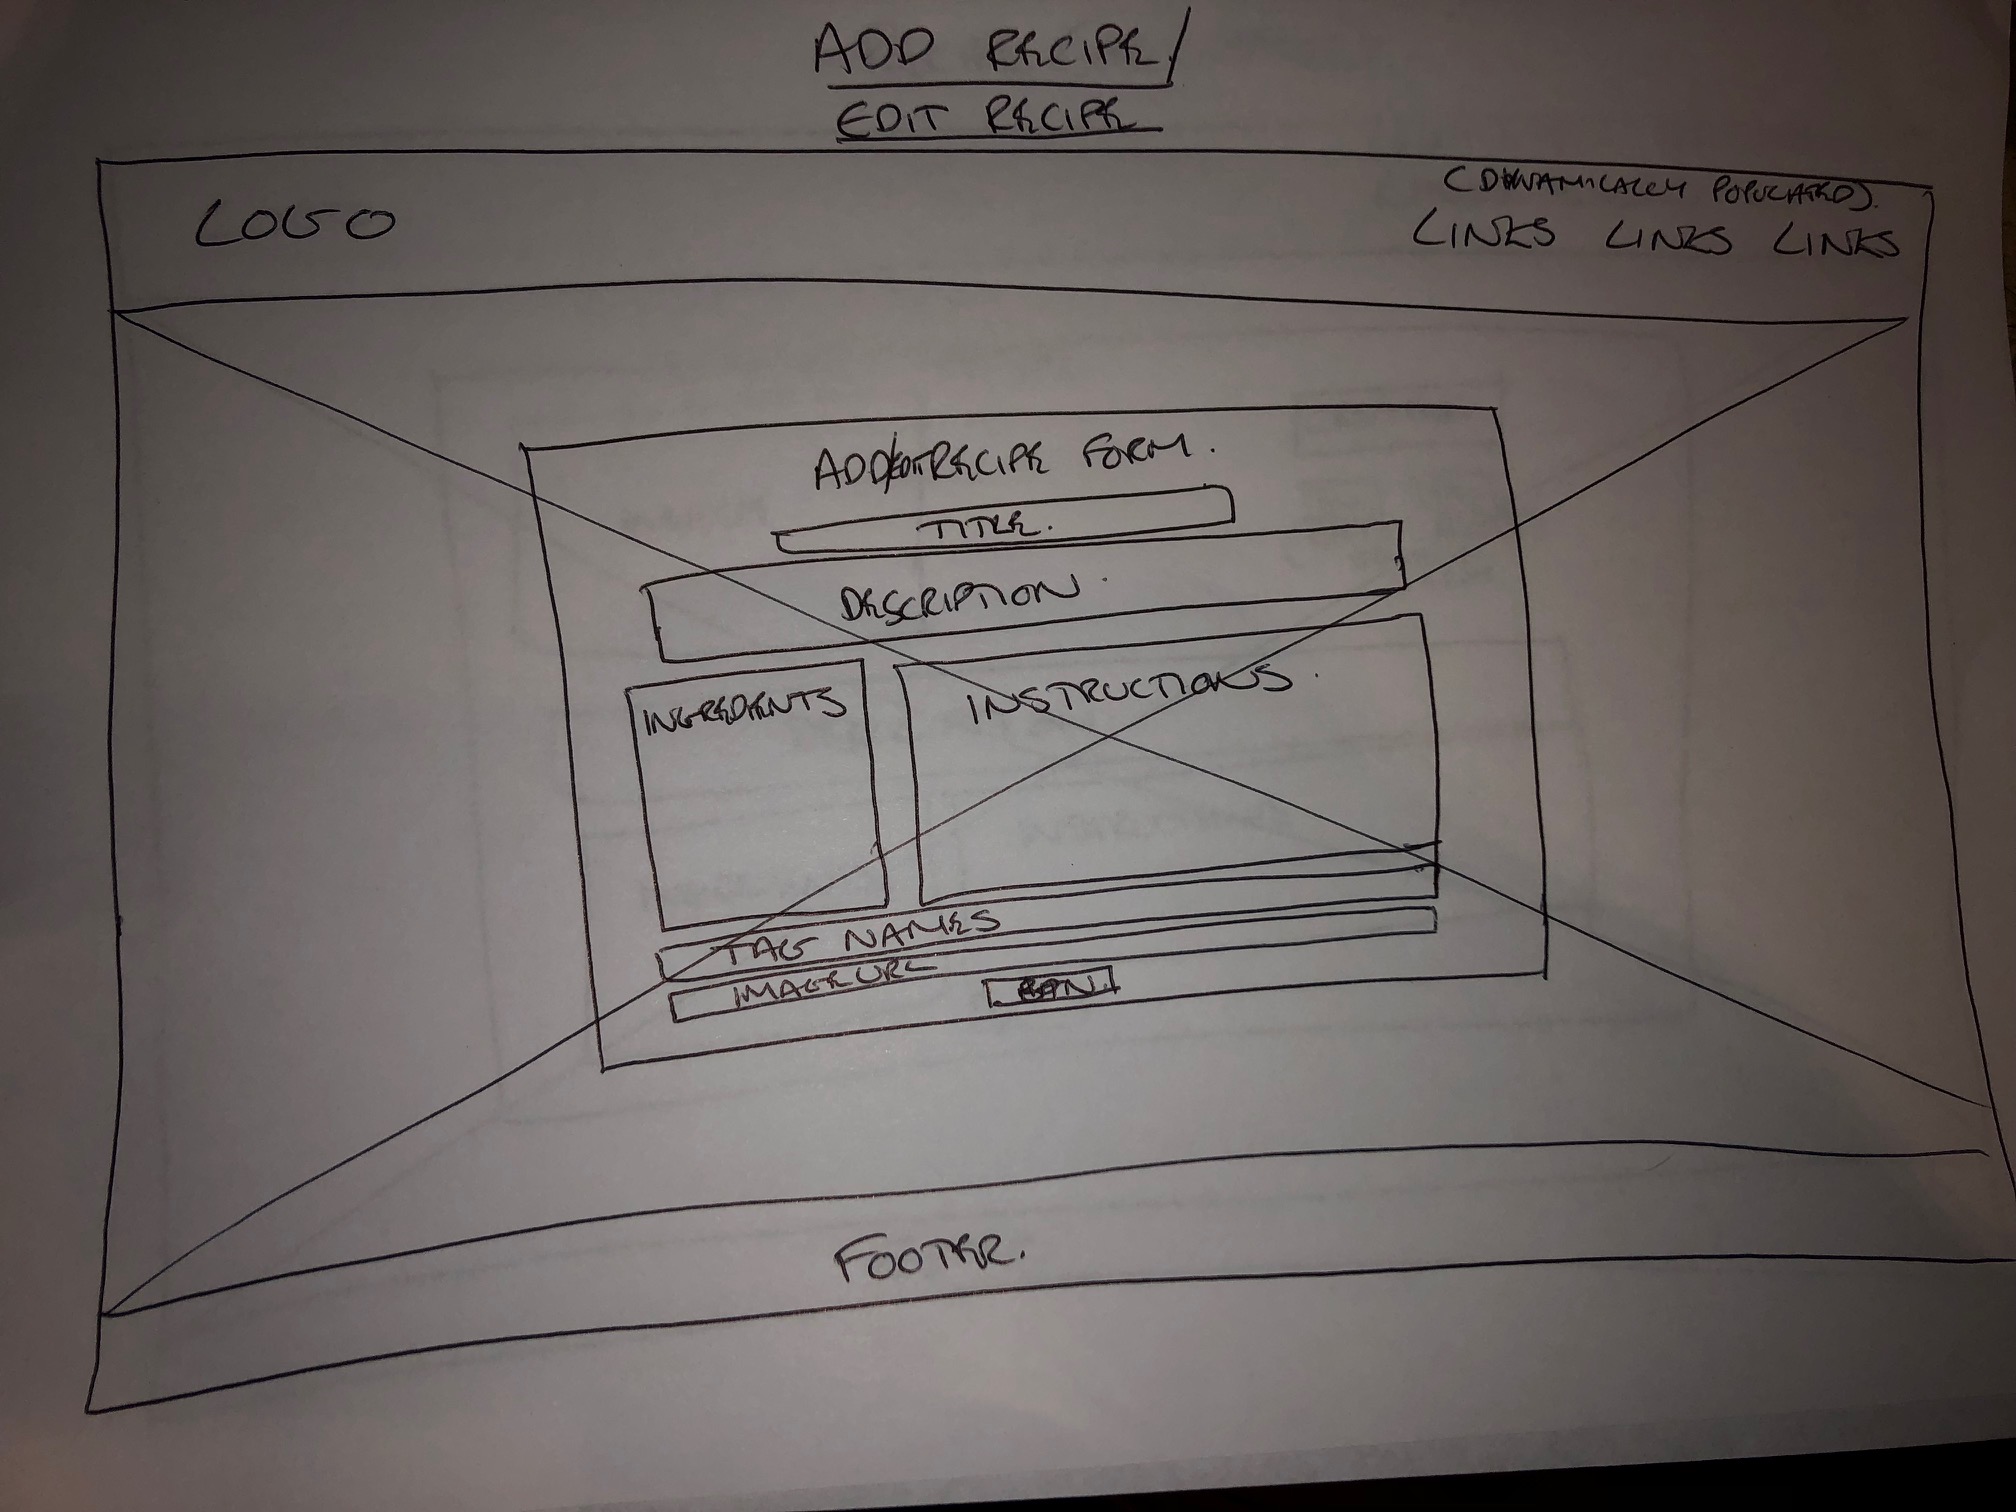 ADD RECIPE/
EDIT RECIPE
(DYNAMICALLY POPULATED).
LOGO
LINKS LINKS LINKS
ADD/EDIT RECIPE FORM.
TITLE.
DESCRIPTION.
INGREDIENTS
INSTRUCTIONS.
TAG NAMES
IMAGE URL
BTN.
FOOTER.